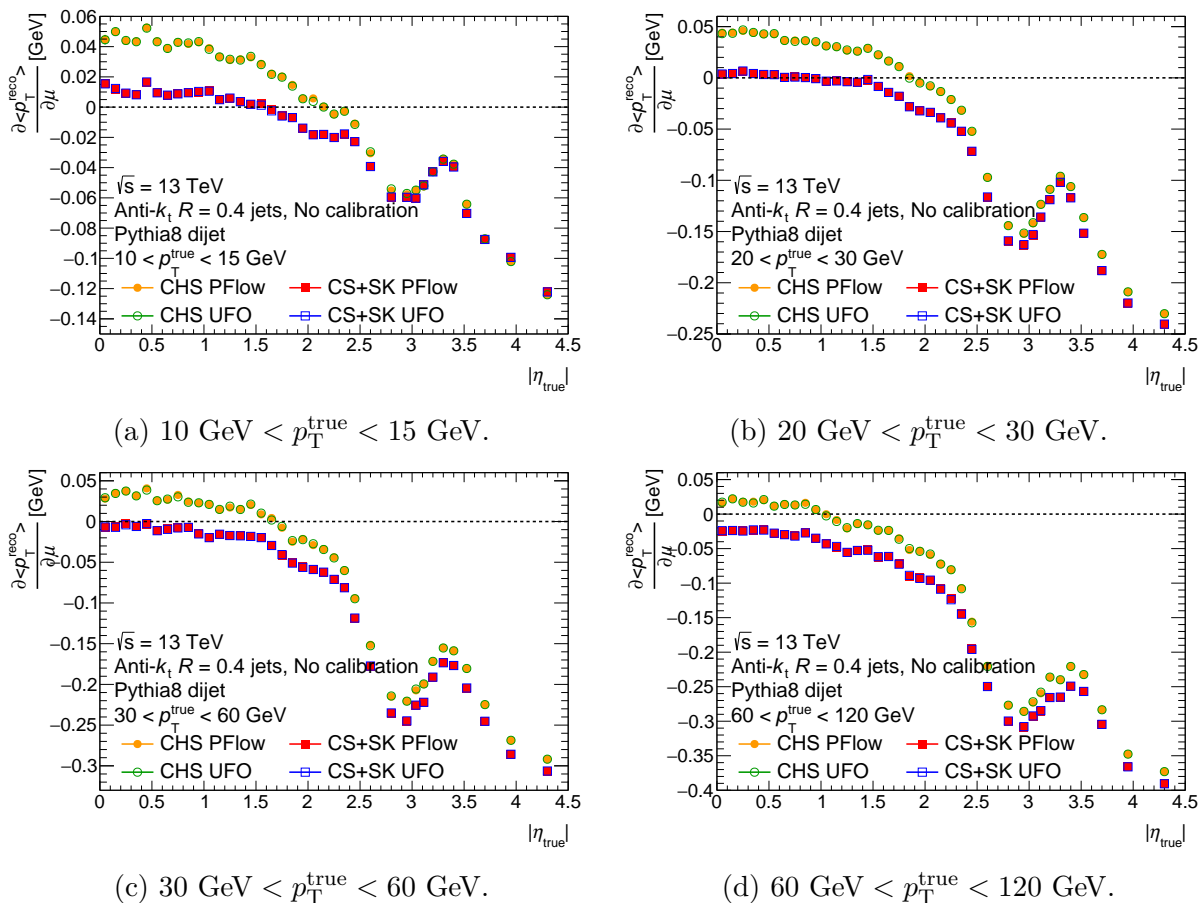 ∂<p_T^reco>/∂μ [GeV]
0.06
0.04
0.02
0
−0.02
−0.04
−0.06
−0.08
−0.1
−0.12
−0.14
√s = 13 TeV
Anti-k_t R = 0.4 jets, No calibration
Pythia8 dijet
10 < p_T^true < 15 GeV
CHS PFlow CS+SK PFlow
CHS UFO CS+SK UFO
0 0.5 1 1.5 2 2.5 3 3.5 4 4.5
|η_true|
(a) 10 GeV < p_T^true < 15 GeV.
∂<p_T^reco>/∂μ [GeV]
0.05
0
−0.05
−0.1
−0.15
−0.2
−0.25
√s = 13 TeV
Anti-k_t R = 0.4 jets, No calibration
Pythia8 dijet
20 < p_T^true < 30 GeV
CHS PFlow CS+SK PFlow
CHS UFO CS+SK UFO
0 0.5 1 1.5 2 2.5 3 3.5 4 4.5
|η_true|
(b) 20 GeV < p_T^true < 30 GeV.
∂<p_T^reco>/∂μ [GeV]
0.05
0
−0.05
−0.1
−0.15
−0.2
−0.25
−0.3
√s = 13 TeV
Anti-k_t R = 0.4 jets, No calibration
Pythia8 dijet
30 < p_T^true < 60 GeV
CHS PFlow CS+SK PFlow
CHS UFO CS+SK UFO
0 0.5 1 1.5 2 2.5 3 3.5 4 4.5
|η_true|
(c) 30 GeV < p_T^true < 60 GeV.
∂<p_T^reco>/∂μ [GeV]
0.05
0
−0.05
−0.1
−0.15
−0.2
−0.25
−0.3
−0.35
−0.4
√s = 13 TeV
Anti-k_t R = 0.4 jets, No calibration
Pythia8 dijet
60 < p_T^true < 120 GeV
CHS PFlow CS+SK PFlow
CHS UFO CS+SK UFO
0 0.5 1 1.5 2 2.5 3 3.5 4 4.5
|η_true|
(d) 60 GeV < p_T^true < 120 GeV.